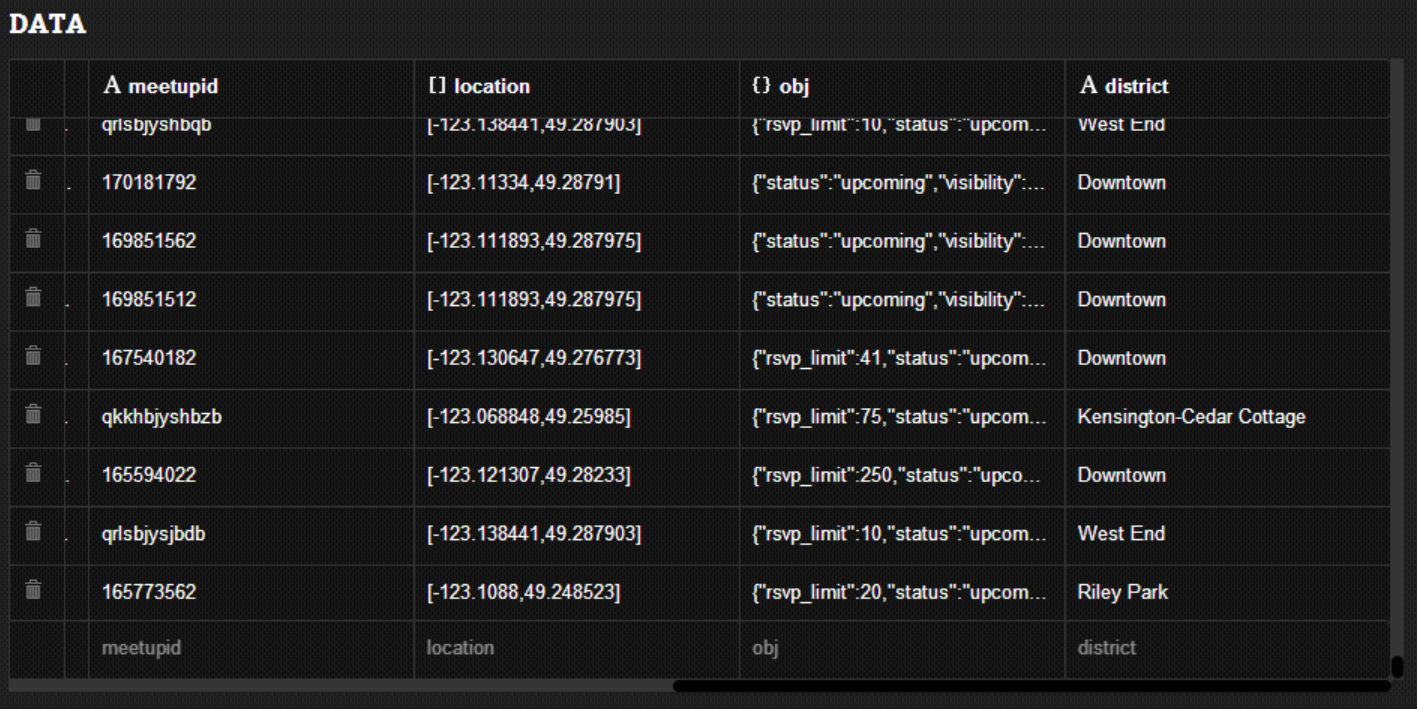 DATA
A meetupid [] location {} obj A district
. qrlsbjyshbqb [-123.138441,49.287903] {"rsvp_limit":10,"status":"upcom... West End
. 170181792 [-123.11334,49.28791] {"status":"upcoming","visibility":... Downtown
169851562 [-123.111893,49.287975] {"status":"upcoming","visibility":... Downtown
. 169851512 [-123.111893,49.287975] {"status":"upcoming","visibility":... Downtown
. 167540182 [-123.130647,49.276773] {"rsvp_limit":41,"status":"upcom... Downtown
. qkkhbjyshbzb [-123.068848,49.25985] {"rsvp_limit":75,"status":"upcom... Kensington-Cedar Cottage
. 165594022 [-123.121307,49.28233] {"rsvp_limit":250,"status":"upco... Downtown
. qrlsbjysjbdb [-123.138441,49.287903] {"rsvp_limit":10,"status":"upcom... West End
165773562 [-123.1088,49.248523] {"rsvp_limit":20,"status":"upcom... Riley Park
meetupid location obj district